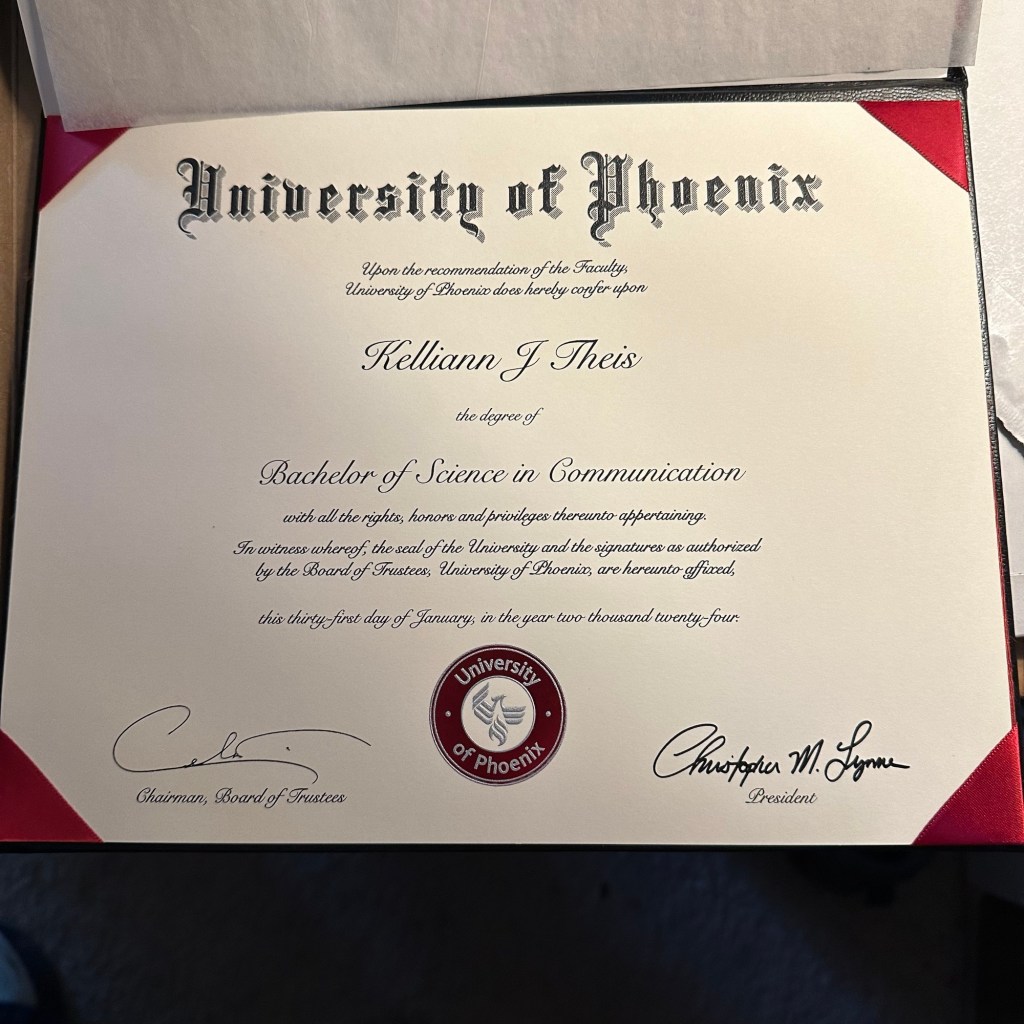 University of Phoenix
Upon the recommendation of the Faculty,
University of Phoenix does hereby confer upon
Kelliann J Theis
the degree of
Bachelor of Science in Communication
with all the rights, honors and privileges thereunto appertaining.
In witness whereof, the seal of the University and the signatures as authorized
by the Board of Trustees, University of Phoenix, are hereunto affixed,
this thirty-first day of January, in the year two thousand twenty-four.
University
of Phoenix
Chairman, Board of Trustees
Christopher M. Lynne
President